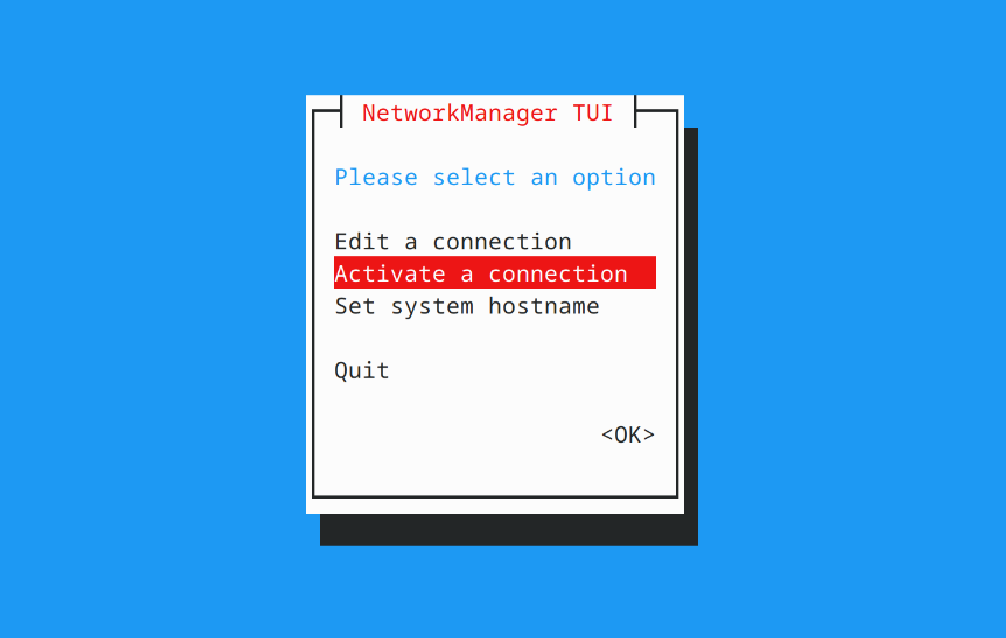 NetworkManager TUI
Please select an option
Edit a connection
Activate a connection
Set system hostname
Quit
<OK>